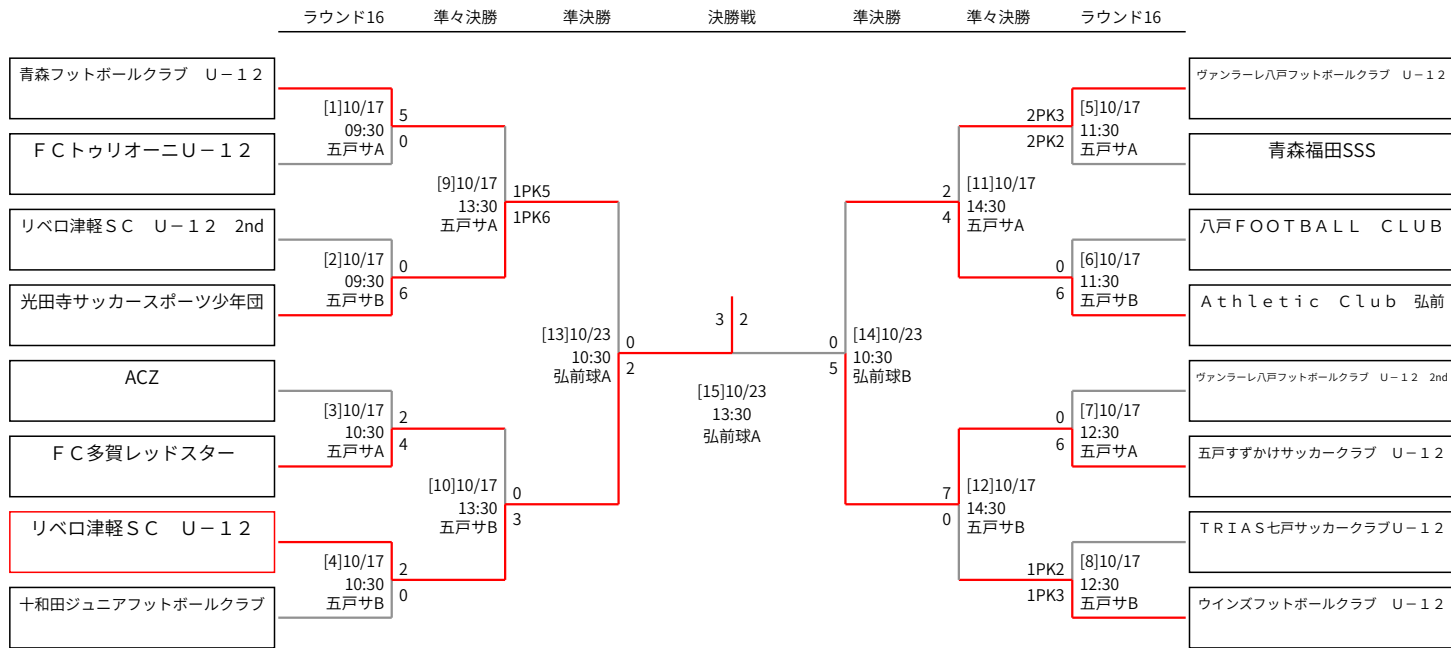 ラウンド16 準々決勝 準決勝 決勝戦 準決勝 準々決勝 ラウンド16
青森フットボールクラブ　Ｕ－１２
[1]10/17
09:30
五戸サA
5
0
ＦＣトゥリオーニＵ－１２
[9]10/17
13:30
五戸サA
1PK5
1PK6
リベロ津軽ＳＣ　Ｕ－１２　2nd
[2]10/17
09:30
五戸サB
0
6
光田寺サッカースポーツ少年団
[13]10/23
10:30
弘前球A
0
2
ACZ
[3]10/17
10:30
五戸サA
2
4
ＦＣ多賀レッドスター
[10]10/17
13:30
五戸サB
0
3
リベロ津軽ＳＣ　Ｕ－１２
[4]10/17
10:30
五戸サB
2
0
十和田ジュニアフットボールクラブ
3 2
[15]10/23
13:30
弘前球A
ヴァンラーレ八戸フットボールクラブ　Ｕ－１２
2PK3
2PK2
[5]10/17
11:30
五戸サA
青森福田SSS
2
4
[11]10/17
14:30
五戸サA
八戸ＦＯＯＴＢＡＬＬ　ＣＬＵＢ
0
6
[6]10/17
11:30
五戸サB
Ａｔｈｌｅｔｉｃ　Ｃｌｕｂ　弘前
0
5
[14]10/23
10:30
弘前球B
ヴァンラーレ八戸フットボールクラブ　Ｕ－１２　2nd
0
6
[7]10/17
12:30
五戸サA
五戸すずかけサッカークラブ　Ｕ－１２
7
0
[12]10/17
14:30
五戸サB
ＴＲＩＡＳ七戸サッカークラブＵ－１２
1PK2
1PK3
[8]10/17
12:30
五戸サB
ウインズフットボールクラブ　Ｕ－１２